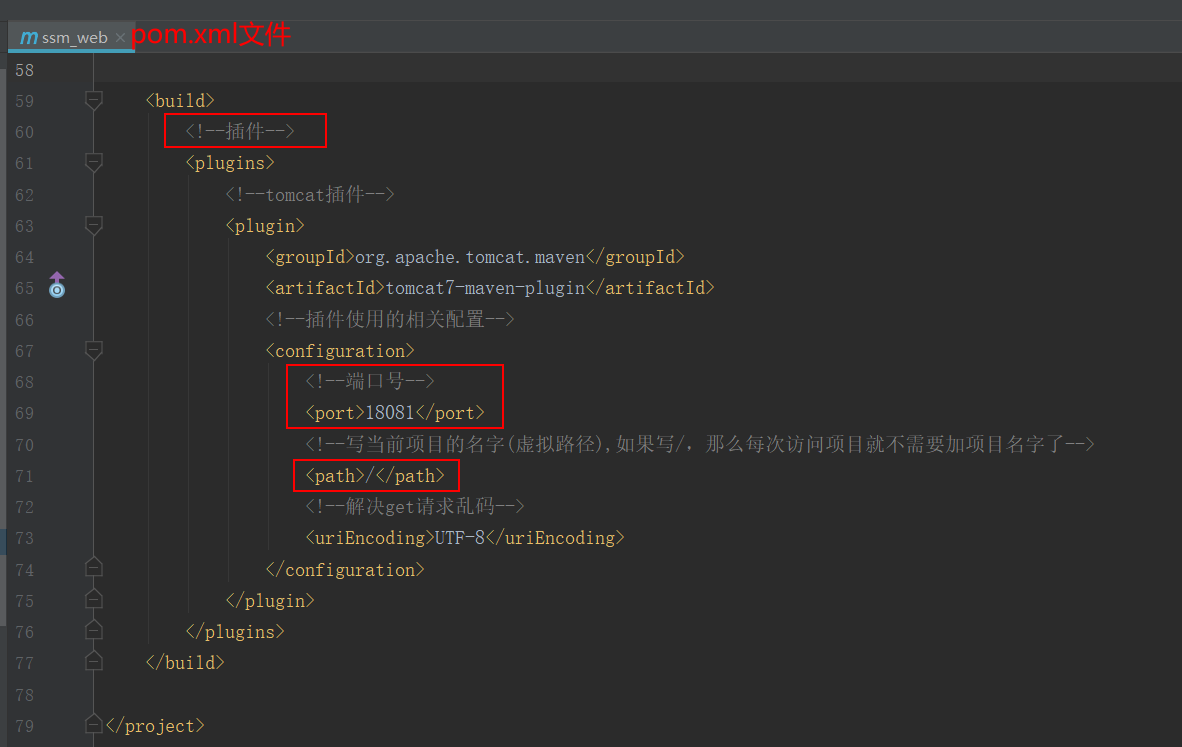 ssm_web × pom.xml文件
58
59 <build>
60 <!--插件-->
61 <plugins>
62 <!--tomcat插件-->
63 <plugin>
64 <groupId>org.apache.tomcat.maven</groupId>
65 <artifactId>tomcat7-maven-plugin</artifactId>
66 <!--插件使用的相关配置-->
67 <configuration>
68 <!--端口号-->
69 <port>18081</port>
70 <!--写当前项目的名字(虚拟路径),如果写/，那么每次访问项目就不需要加项目名字了-->
71 <path>/</path>
72 <!--解决get请求乱码-->
73 <uriEncoding>UTF-8</uriEncoding>
74 </configuration>
75 </plugin>
76 </plugins>
77 </build>
78
79 </project>